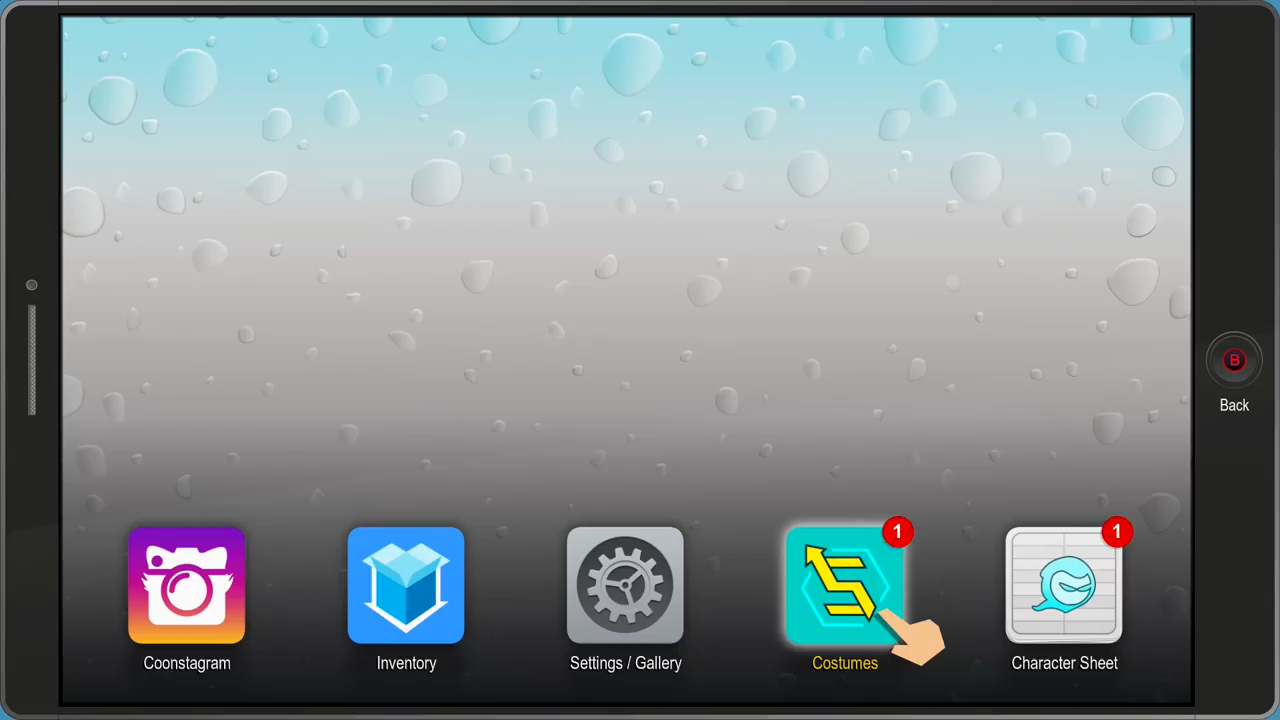 B
Back
1
1
Coonstagram
Inventory
Settings / Gallery
Costumes
Character Sheet